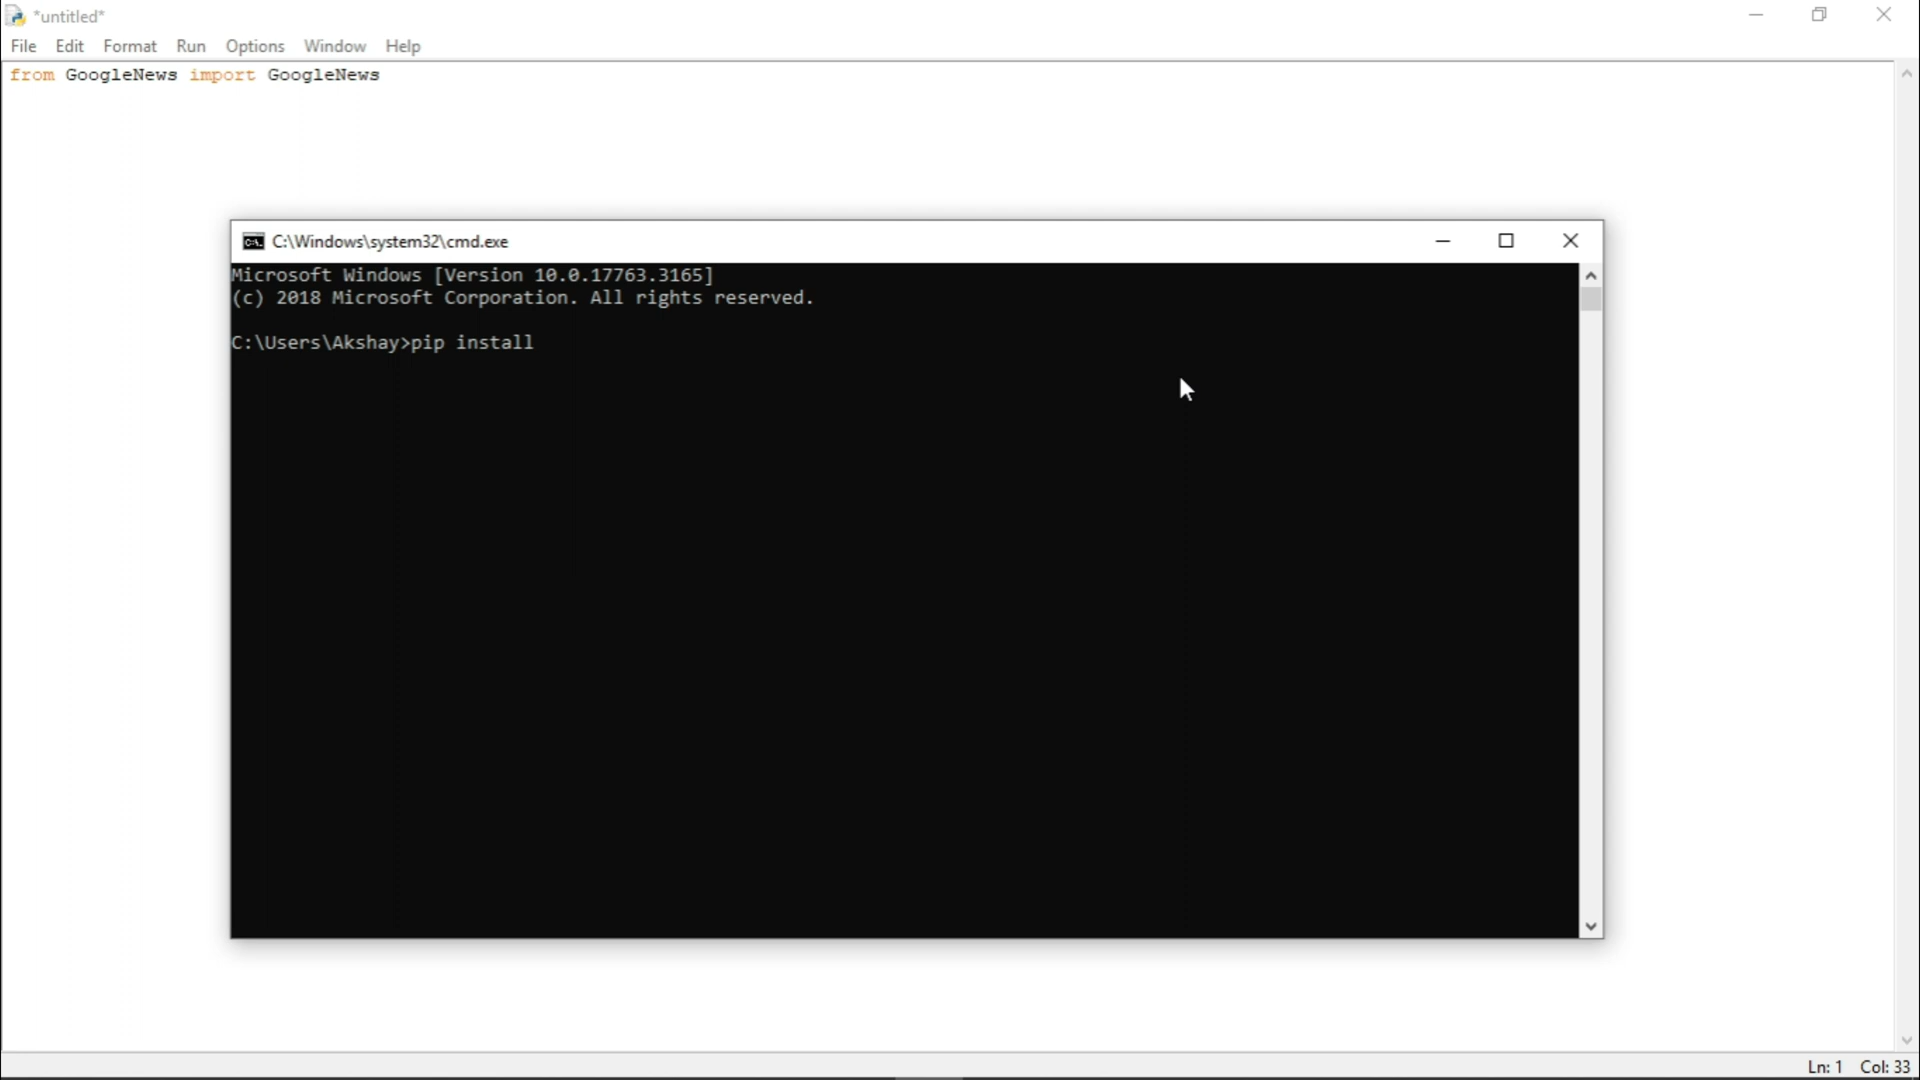 *untitled*
File Edit Format Run Options Window Help
from GoogleNews import GoogleNews
C:\Windows\system32\cmd.exe
Microsoft Windows [Version 10.0.17763.3165]
(c) 2018 Microsoft Corporation. All rights reserved.
C:\Users\Akshay>pip install
Ln: 1 Col: 33